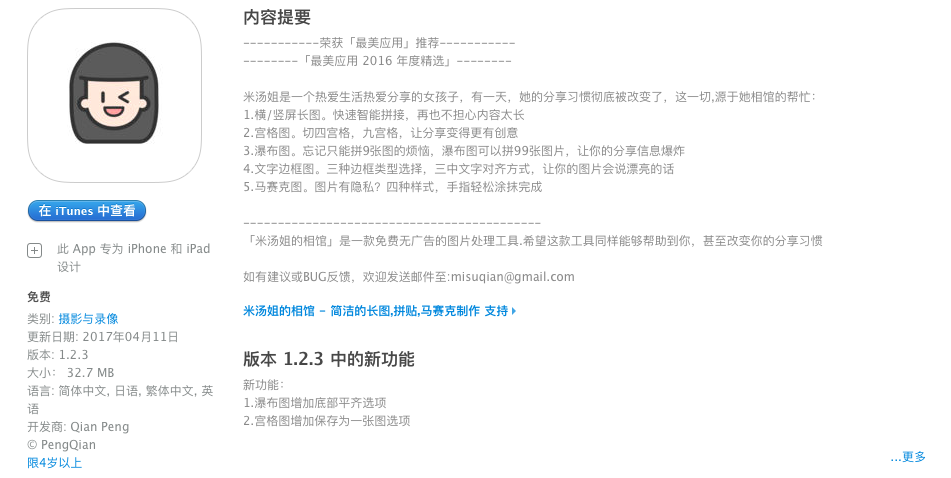 内容提要
-----------荣获「最美应用」推荐-----------
--------「最美应用 2016 年度精选」--------
米汤姐是一个热爱生活热爱分享的女孩子，有一天，她的分享习惯彻底被改变了，这一切,源于她相馆的帮忙：
1.横/竖屏长图。快速智能拼接，再也不担心内容太长
2.宫格图。切四宫格，九宫格，让分享变得更有创意
3.瀑布图。忘记只能拼9张图的烦恼，瀑布图可以拼99张图片，让你的分享信息爆炸
4.文字边框图。三种边框类型选择，三中文字对齐方式，让你的图片会说漂亮的话
5.马赛克图。图片有隐私？四种样式，手指轻松涂抹完成
-------------------------------------------
「米汤姐的相馆」是一款免费无广告的图片处理工具.希望这款工具同样能够帮助到你，甚至改变你的分享习惯
如有建议或BUG反馈，欢迎发送邮件至:misuqian@gmail.com
米汤姐的相馆 - 简洁的长图,拼贴,马赛克制作 支持
版本 1.2.3 中的新功能
新功能：
1.瀑布图增加底部平齐选项
2.宫格图增加保存为一张图选项
...更多
在 iTunes 中查看
此 App 专为 iPhone 和 iPad
设计
免费
类别: 摄影与录像
更新日期: 2017年04月11日
版本: 1.2.3
大小： 32.7 MB
语言: 简体中文, 日语, 繁体中文, 英
语
开发商: Qian Peng
© PengQian
限4岁以上